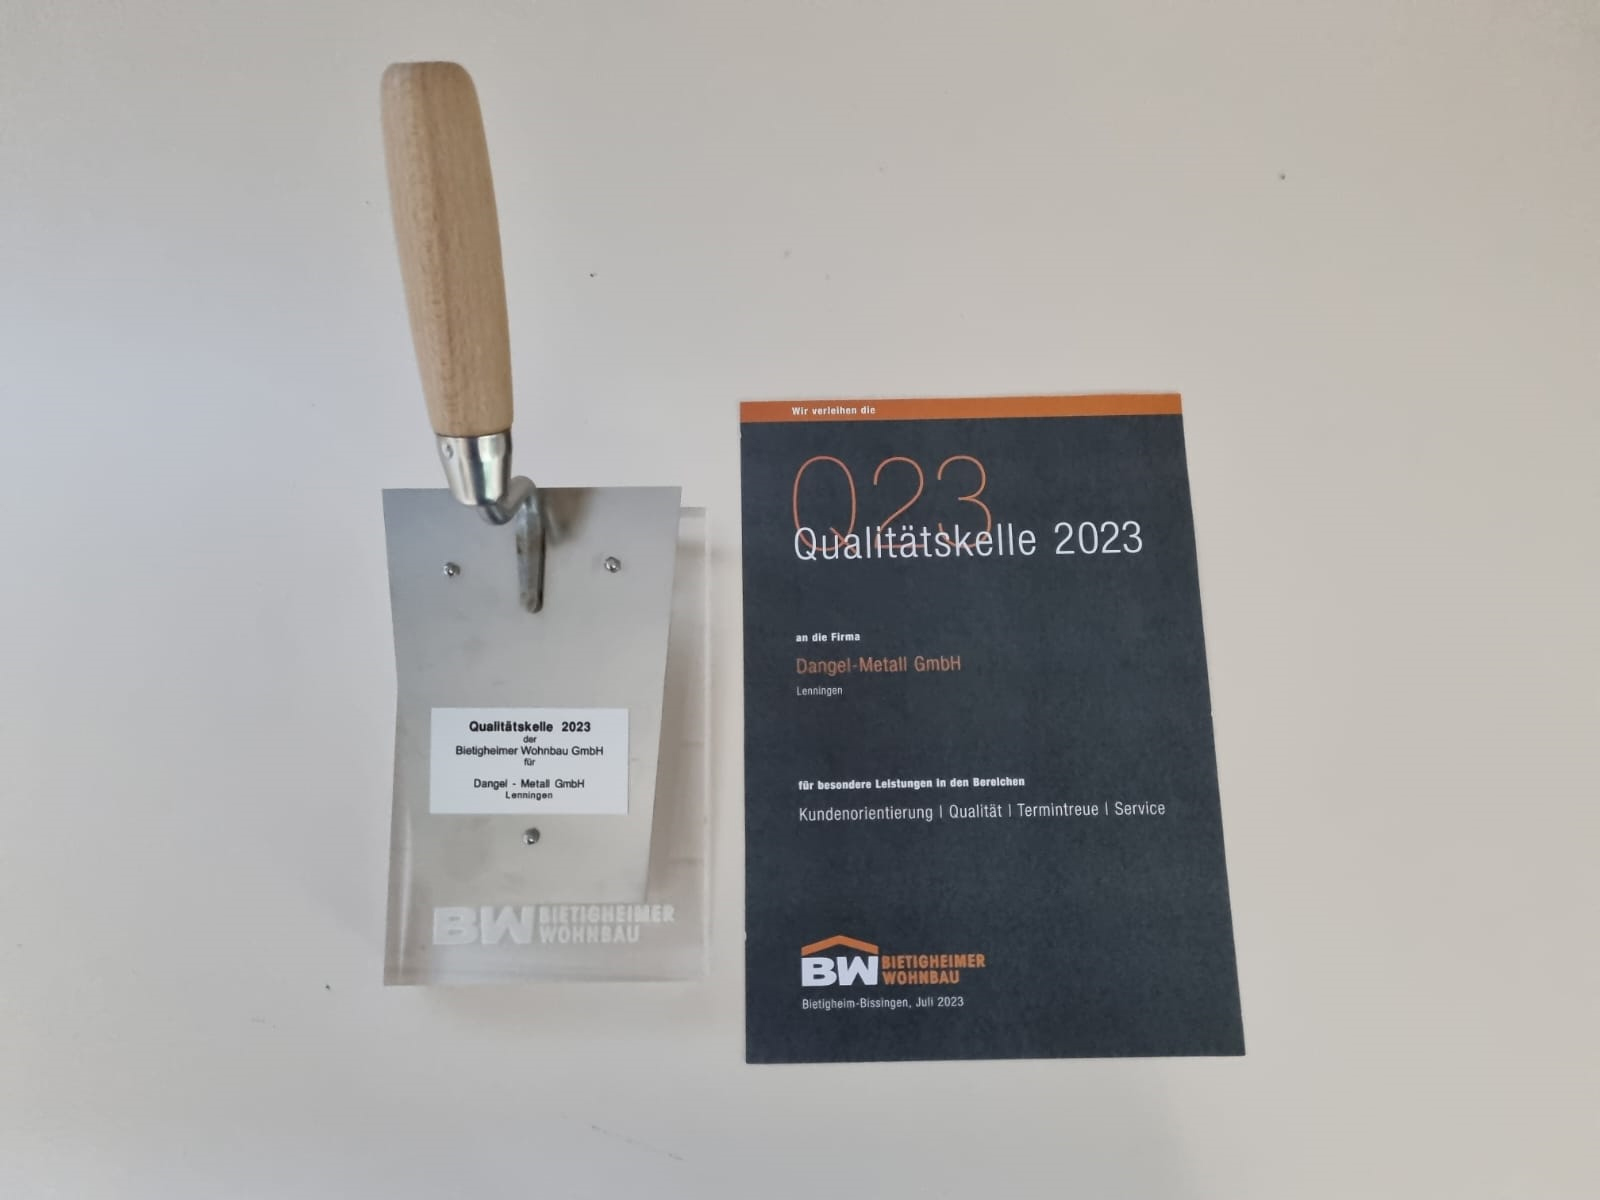 Qualitätskelle 2023
der
Bietigheimer Wohnbau GmbH
für
Dangel - Metall GmbH
Lenningen
BW BIETIGHEIMER
WOHNBAU
Wir verleihen die
Q23
Qualitätskelle 2023
an die Firma
Dangel-Metall GmbH
Lenningen
für besondere Leistungen in den Bereichen
Kundenorientierung | Qualität | Termintreue | Service
BW BIETIGHEIMER
WOHNBAU
Bietigheim-Bissingen, Juli 2023